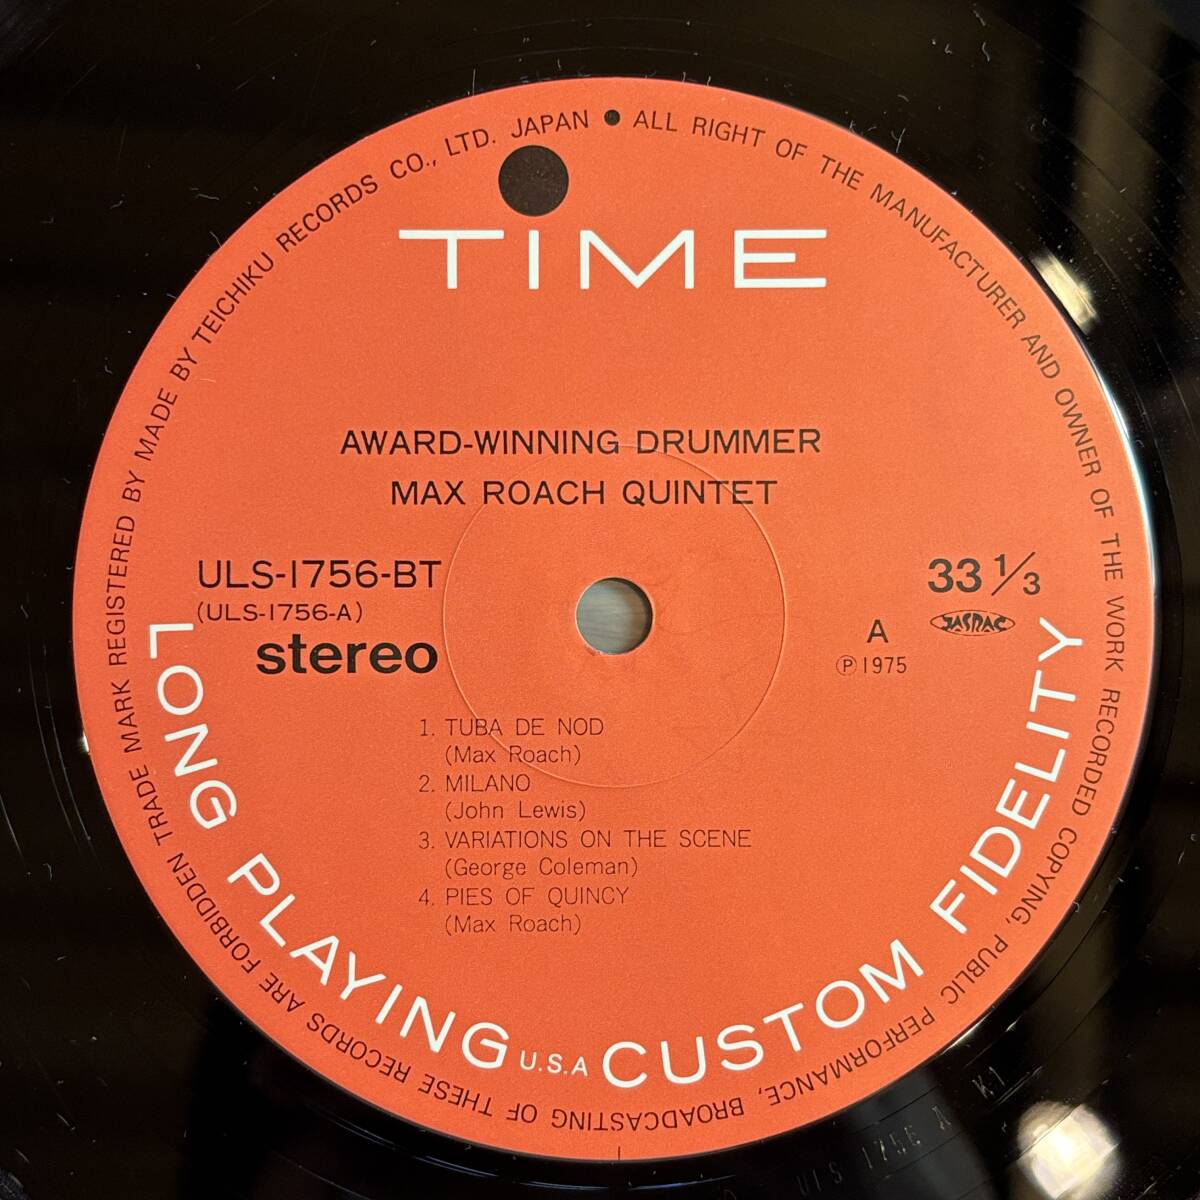 TRADE MARK REGISTERED BY MADE BY TEICHIKU RECORDS CO., LTD. JAPAN ● ALL RIGHT OF THE MANUFACTURER AND OWNER OF THE WORK RECORDED COPYING, PUBLIC PERFORMANCE, BROADCASTING OF THESE RECORDS ARE FORBIDDEN
TIME
AWARD-WINNING DRUMMER
MAX ROACH QUINTET
ULS-1756-BT
(ULS-1756-A)
stereo
33 1/3
JASRAC
A
Ⓟ 1975
1. TUBA DE NOD
(Max Roach)
2. MILANO
(John Lewis)
3. VARIATIONS ON THE SCENE
(George Coleman)
4. PIES OF QUINCY
(Max Roach)
LONG PLAYING U.S.A CUSTOM FIDELITY
ULS 1756 A